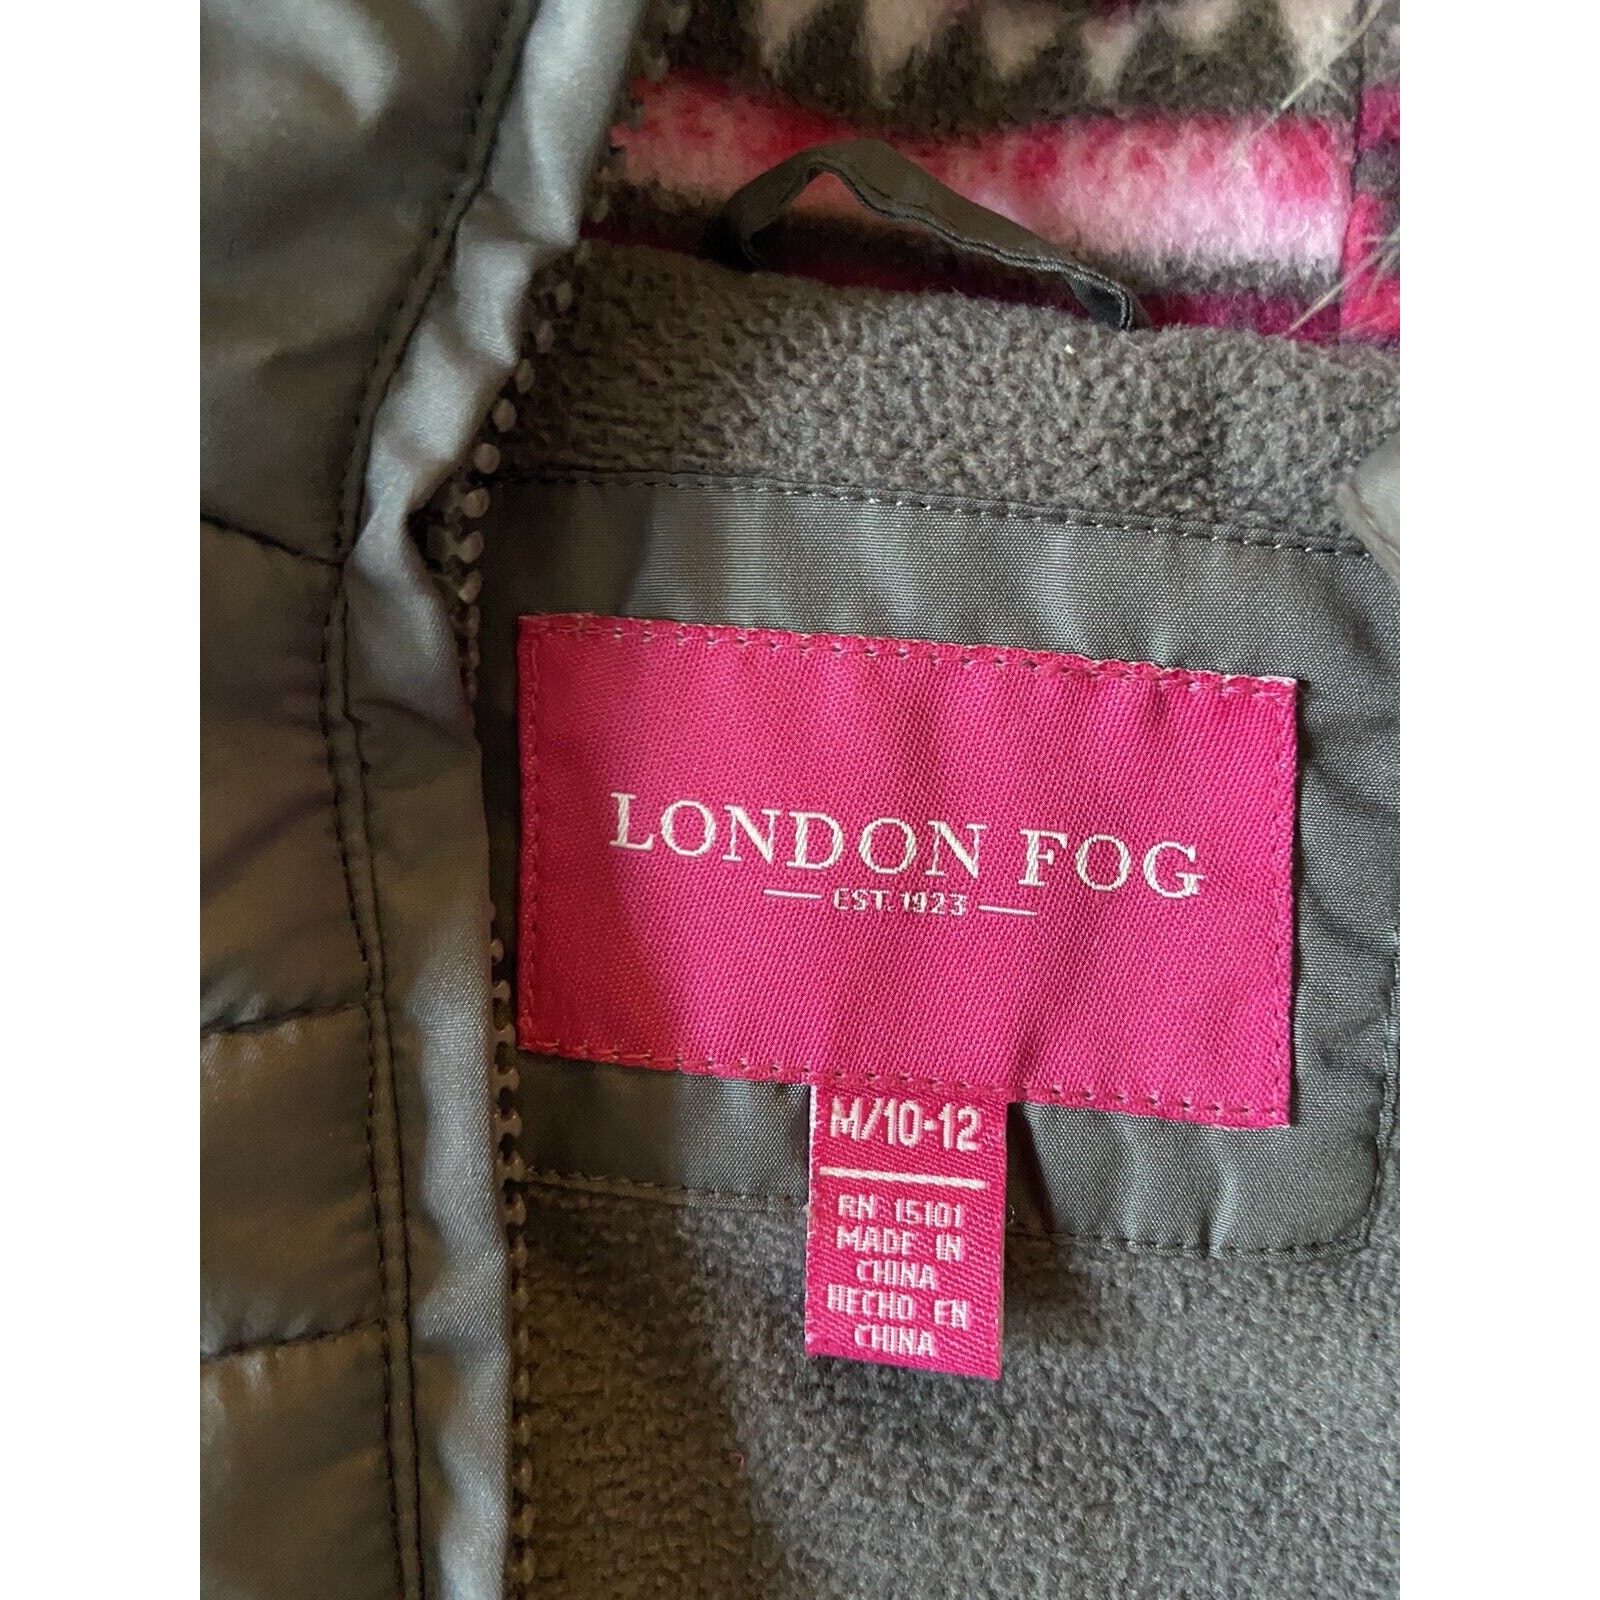 LONDON FOG
EST. 1923
M/10-12
RN 15101
MADE IN
CHINA
HECHO EN
CHINA